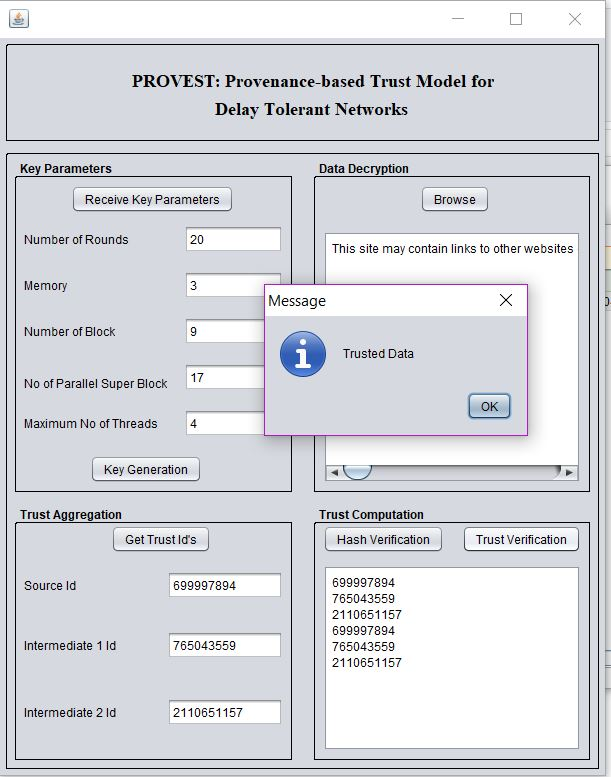 PROVEST: Provenance-based Trust Model for
Delay Tolerant Networks
Key Parameters
Receive Key Parameters
Number of Rounds 20
Memory 3
Number of Block 9
No of Parallel Super Block 17
Maximum No of Threads 4
Key Generation
Data Decryption
Browse
This site may contain links to other websites
Message
Trusted Data
OK
Trust Aggregation
Get Trust Id's
Source Id 699997894
Intermediate 1 Id 765043559
Intermediate 2 Id 2110651157
Trust Computation
Hash Verification Trust Verification
699997894
765043559
2110651157
699997894
765043559
2110651157